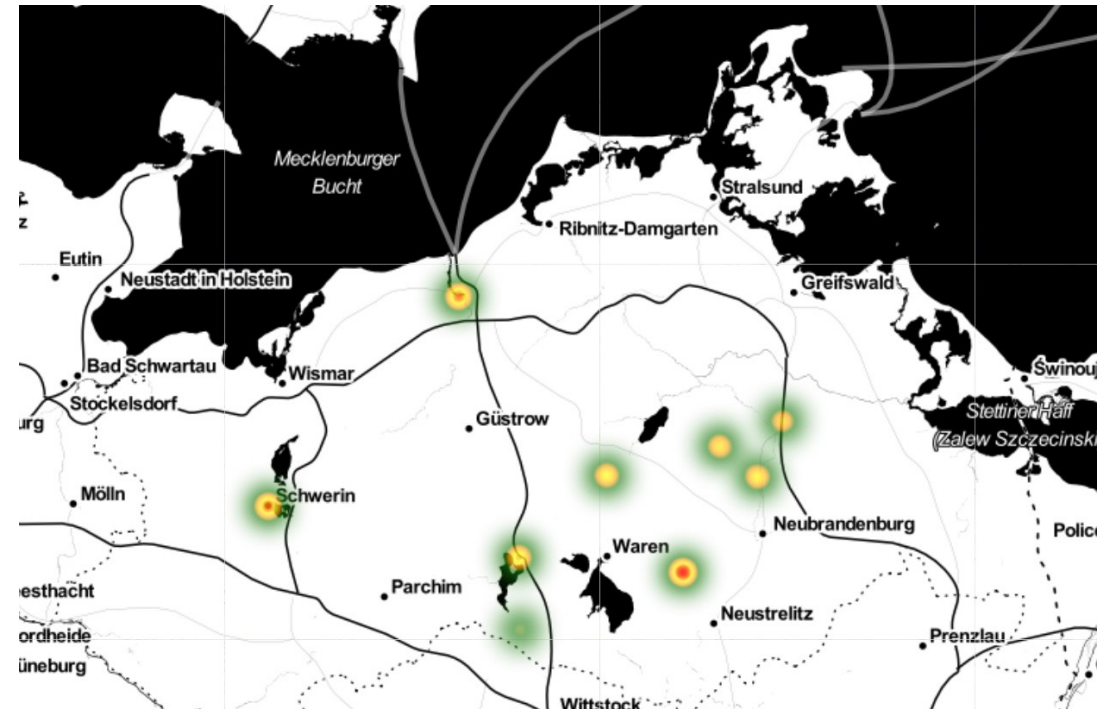 Mecklenburger
Bucht
Stralsund
Ribnitz-Damgarten
Eutin
Neustadt in Holstein
Greifswald
Bad Schwartau
Wismar
Stockelsdorf
Güstrow
Stettiner Haff
(Zalew Szczecinski
Mölln
Schwerin
Neubrandenburg
Waren
Parchim
Neustrelitz
Prenzlau
Wittstock